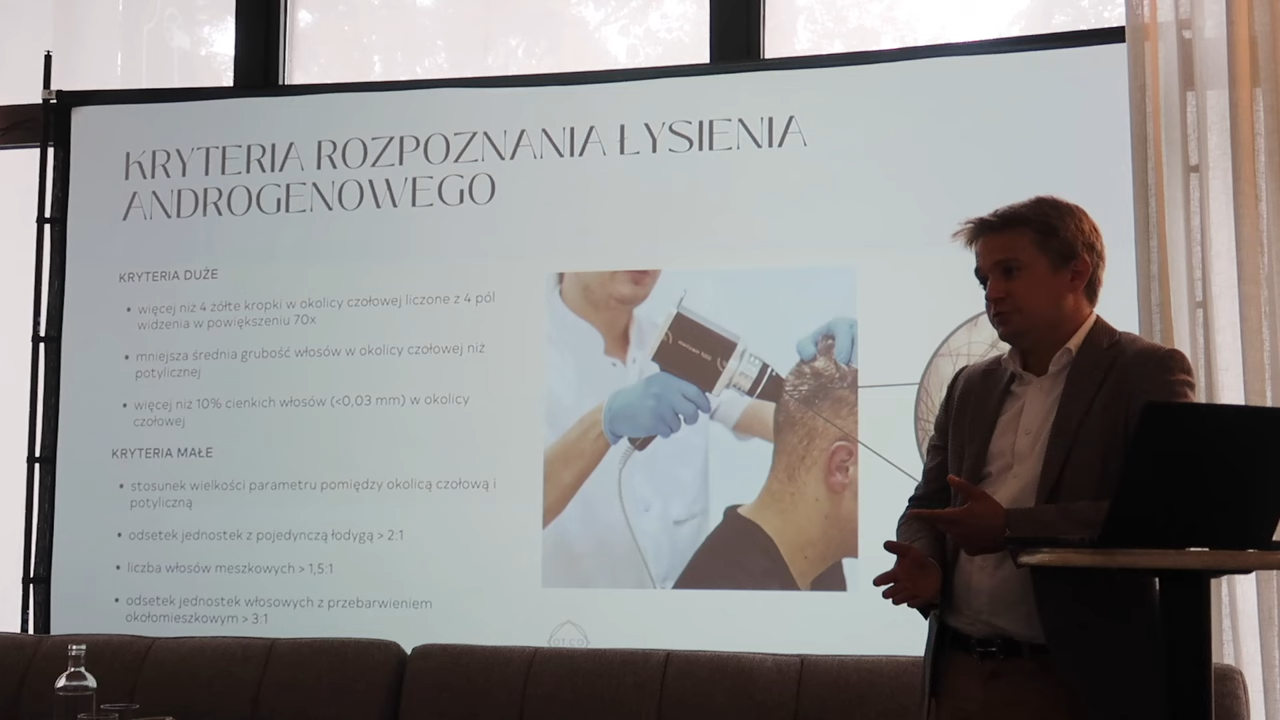 KRYTERIA ROZPOZNANIA ŁYSIENIA
ANDROGENOWEGO
KRYTERIA DUŻE
• więcej niż 4 żółte kropki w okolicy czołowej liczone z 4 pól
widzenia w powiększeniu 70x
• mniejsza średnia grubość włosów w okolicy czołowej niż
potylicznej
• więcej niż 10% cienkich włosów (<0,03 mm) w okolicy
czołowej
KRYTERIA MAŁE
• stosunek wielkości parametru pomiędzy okolicą czołową i
potyliczną
• odsetek jednostek z pojedynczą łodygą > 2:1
• liczba włosów meszkowych > 1,5:1
• odsetek jednostek włosowych z przebarwieniem
okołomieszkowym > 3:1